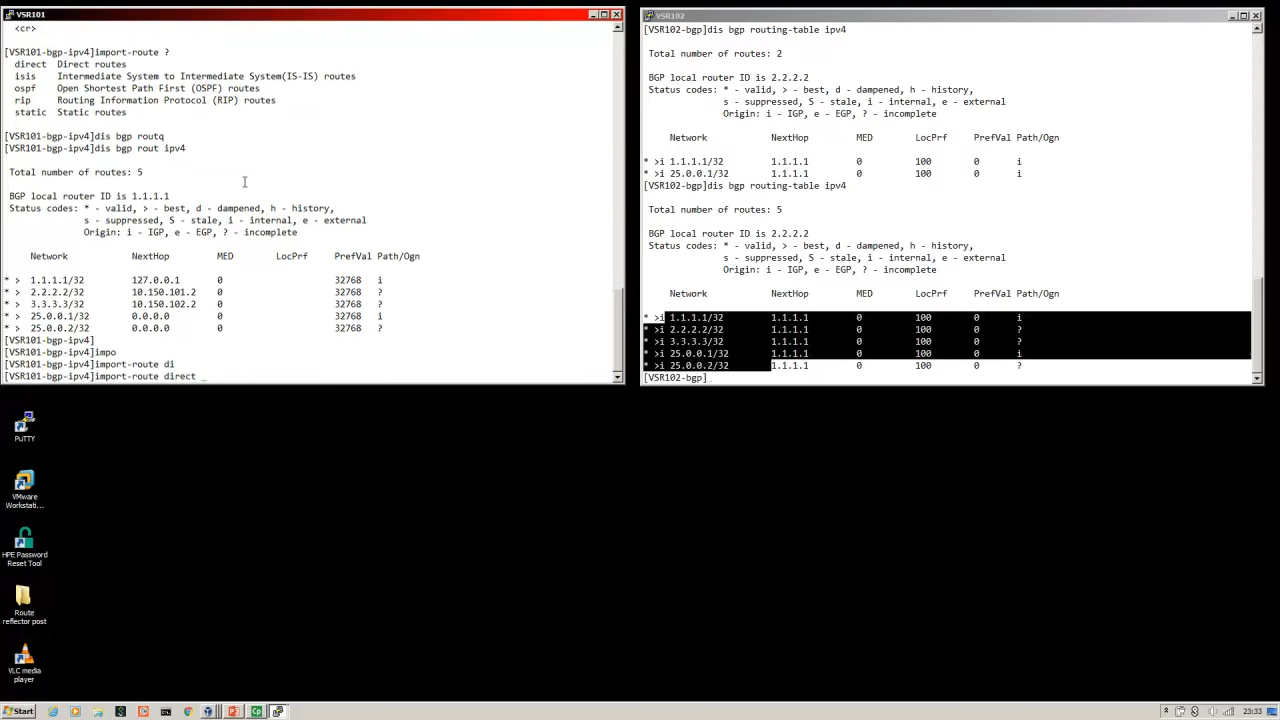 VSR101
<cr>
[VSR101-bgp-ipv4]import-route ?
direct  Direct routes
isis    Intermediate System to Intermediate System(IS-IS) routes
ospf    Open Shortest Path First (OSPF) routes
rip     Routing Information Protocol (RIP) routes
static  Static routes
[VSR101-bgp-ipv4]dis bgp routq
[VSR101-bgp-ipv4]dis bgp rout ipv4
Total number of routes: 5
BGP local router ID is 1.1.1.1
Status codes: * - valid, > - best, d - dampened, h - history,
s - suppressed, S - stale, i - internal, e - external
Origin: i - IGP, e - EGP, ? - incomplete
Network NextHop MED LocPrf PrefVal Path/Ogn
* > 1.1.1.1/32 127.0.0.1 0 32768 i
* > 2.2.2.2/32 10.150.101.2 0 32768 ?
* > 3.3.3.3/32 10.150.102.2 0 32768 ?
* > 25.0.0.1/32 0.0.0.0 0 32768 i
* > 25.0.0.2/32 0.0.0.0 0 32768 ?
[VSR101-bgp-ipv4]
[VSR101-bgp-ipv4]impo
[VSR101-bgp-ipv4]import-route di
[VSR101-bgp-ipv4]import-route direct _
VSR102
[VSR102-bgp]dis bgp routing-table ipv4
Total number of routes: 2
BGP local router ID is 2.2.2.2
Status codes: * - valid, > - best, d - dampened, h - history,
s - suppressed, S - stale, i - internal, e - external
Origin: i - IGP, e - EGP, ? - incomplete
Network NextHop MED LocPrf PrefVal Path/Ogn
* >i 1.1.1.1/32 1.1.1.1 0 100 0 i
* >i 25.0.0.1/32 1.1.1.1 0 100 0 i
[VSR102-bgp]dis bgp routing-table ipv4
Total number of routes: 5
BGP local router ID is 2.2.2.2
Status codes: * - valid, > - best, d - dampened, h - history,
s - suppressed, S - stale, i - internal, e - external
Origin: i - IGP, e - EGP, ? - incomplete
Network NextHop MED LocPrf PrefVal Path/Ogn
* >i 1.1.1.1/32 1.1.1.1 0 100 0 i
* >i 2.2.2.2/32 1.1.1.1 0 100 0 ?
* >i 3.3.3.3/32 1.1.1.1 0 100 0 ?
* >i 25.0.0.1/32 1.1.1.1 0 100 0 i
* >i 25.0.0.2/32 1.1.1.1 0 100 0 ?
[VSR102-bgp]_
PuTTY
VMware
Workstati...
HPE Password
Reset Tool
Route
reflector post
VLC media
player
Start
Cp
23:33